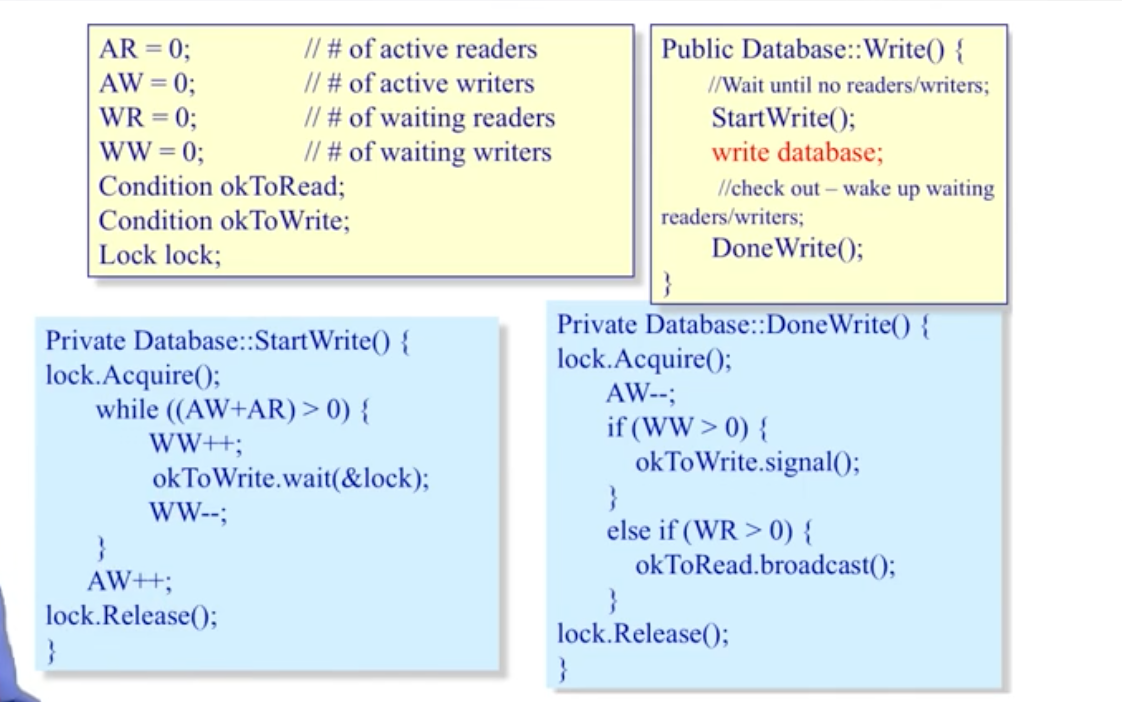 AR = 0; // # of active readers
AW = 0; // # of active writers
WR = 0; // # of waiting readers
WW = 0; // # of waiting writers
Condition okToRead;
Condition okToWrite;
Lock lock;
Public Database::Write() {
//Wait until no readers/writers;
StartWrite();
write database;
//check out – wake up waiting
readers/writers;
DoneWrite();
}
Private Database::StartWrite() {
lock.Acquire();
while ((AW+AR) > 0) {
WW++;
okToWrite.wait(&lock);
WW--;
}
AW++;
lock.Release();
}
Private Database::DoneWrite() {
lock.Acquire();
AW--;
if (WW > 0) {
okToWrite.signal();
}
else if (WR > 0) {
okToRead.broadcast();
}
lock.Release();
}